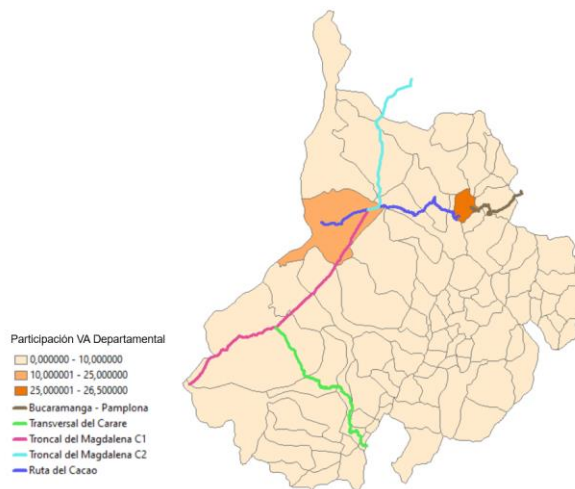 Participación VA Departamental
0,000000 - 10,000000
10,000001 - 25,000000
25,000001 - 26,500000
Bucaramanga - Pamplona
Transversal del Carare
Troncal del Magdalena C1
Troncal del Magdalena C2
Ruta del Cacao